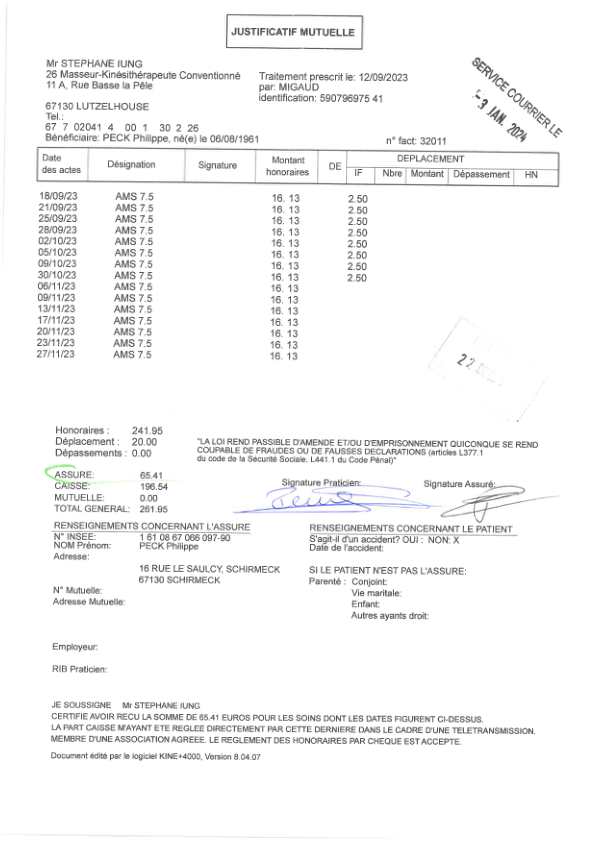 JUSTIFICATIF MUTUELLE
Mr STEPHANE IUNG
26 Masseur-Kinésithérapeute Conventionné
11 A, Rue Basse la Pêle
67130 LUTZELHOUSE
Tel.:
67 7 02041 4 00 1 30 2 26
Bénéficiaire: PECK Philippe, né(e) le 06/08/1961
Traitement prescrit le: 12/09/2023
par: MIGAUD
identification: 590796975 41
SERVICE COURRIER LE
-3 JAN. 2024
n° fact: 32011
Date des actes Désignation Signature Montant honoraires DE DEPLACEMENT
IF Nbre Montant Dépassement HN
18/09/23 AMS 7.5 16. 13 2.50
21/09/23 AMS 7.5 16. 13 2.50
25/09/23 AMS 7.5 16. 13 2.50
28/09/23 AMS 7.5 16. 13 2.50
02/10/23 AMS 7.5 16. 13 2.50
05/10/23 AMS 7.5 16. 13 2.50
09/10/23 AMS 7.5 16. 13 2.50
30/10/23 AMS 7.5 16. 13 2.50
06/11/23 AMS 7.5 16. 13
09/11/23 AMS 7.5 16. 13
13/11/23 AMS 7.5 16. 13
17/11/23 AMS 7.5 16. 13
20/11/23 AMS 7.5 16. 13
23/11/23 AMS 7.5 16. 13
27/11/23 AMS 7.5 16. 13
Honoraires : 241.95
Déplacement : 20.00
Dépassements : 0.00
"LA LOI REND PASSIBLE D'AMENDE ET/OU D'EMPRISONNEMENT QUICONQUE SE REND
COUPABLE DE FRAUDES OU DE FAUSSES DECLARATIONS (articles L377.1
du code de la Sécurité Sociale, L441.1 du Code Pénal)"
ASSURE: 65.41
CAISSE: 196.54
MUTUELLE: 0.00
TOTAL GENERAL: 261.95
Signature Praticien:
Signature Assuré:
RENSEIGNEMENTS CONCERNANT L'ASSURE
N° INSEE: 1 61 08 67 066 097-90
NOM Prénom: PECK Philippe
Adresse:
16 RUE LE SAULCY, SCHIRMECK
67130 SCHIRMECK
N° Mutuelle:
Adresse Mutuelle:
RENSEIGNEMENTS CONCERNANT LE PATIENT
S'agit-il d'un accident? OUI : NON: X
Date de l'accident:
SI LE PATIENT N'EST PAS L'ASSURE:
Parenté : Conjoint:
Vie maritale:
Enfant:
Autres ayants droit:
Employeur:
RIB Praticien:
JE SOUSSIGNE Mr STEPHANE IUNG
CERTIFIE AVOIR RECU LA SOMME DE 65.41 EUROS POUR LES SOINS DONT LES DATES FIGURENT CI-DESSUS.
LA PART CAISSE M'AYANT ETE REGLEE DIRECTEMENT PAR CETTE DERNIERE DANS LE CADRE D'UNE TELETRANSMISSION.
MEMBRE D'UNE ASSOCIATION AGREEE. LE REGLEMENT DES HONORAIRES PAR CHEQUE EST ACCEPTE.
Document édité par le logiciel KINE+4000, Version 8.04.07